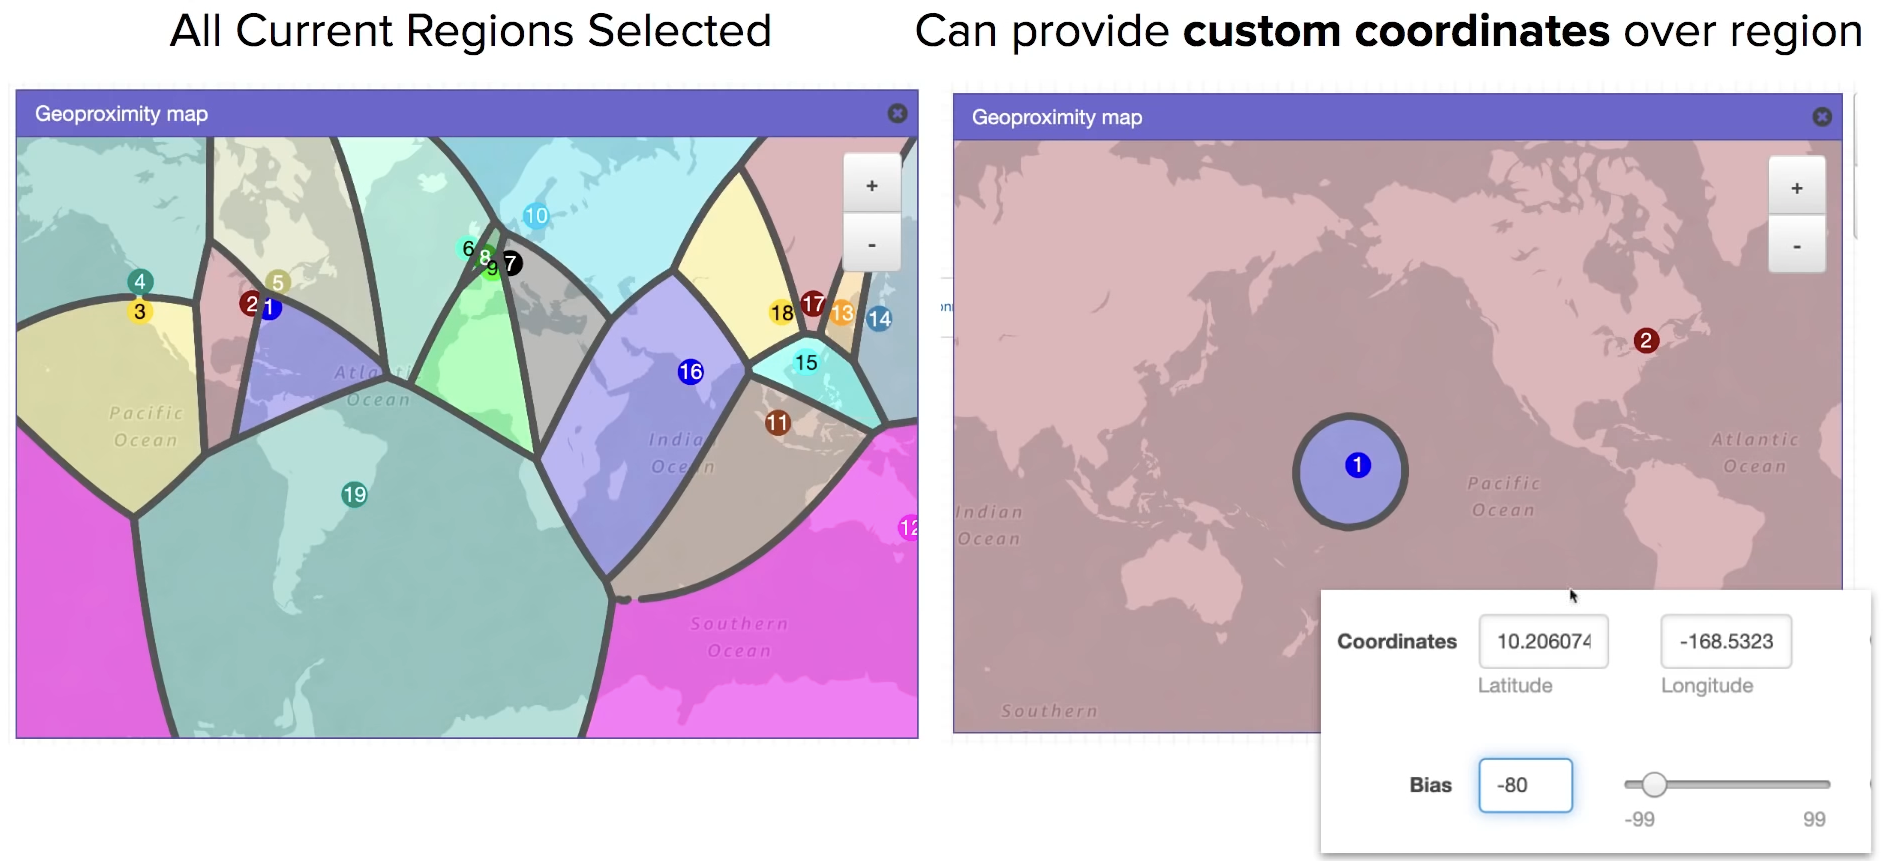 All Current Regions Selected
Can provide custom coordinates over region
Geoproximity map
+
-
10
6
8
9
7
4
5
3
2
1
18
17
13
14
15
16
Atlantic
Ocean
Pacific
Ocean
11
Indian
Ocean
19
12
Southern
Ocean
Geoproximity map
+
-
2
1
Atlantic
Ocean
Pacific
Ocean
Indian
Ocean
Southern
Coordinates
10.206074
-168.5323
Latitude
Longitude
Bias
-80
-99
99